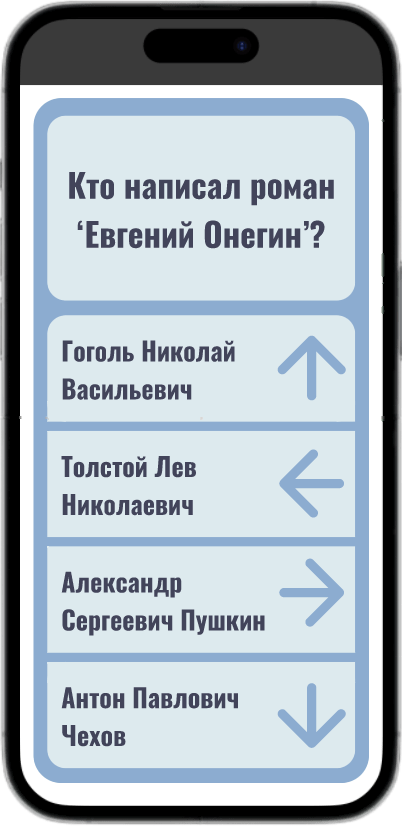 Кто написал роман
‘Евгений Онегин’?
Гоголь Николай
Васильевич
Толстой Лев
Николаевич
Александр
Сергеевич Пушкин
Антон Павлович
Чехов